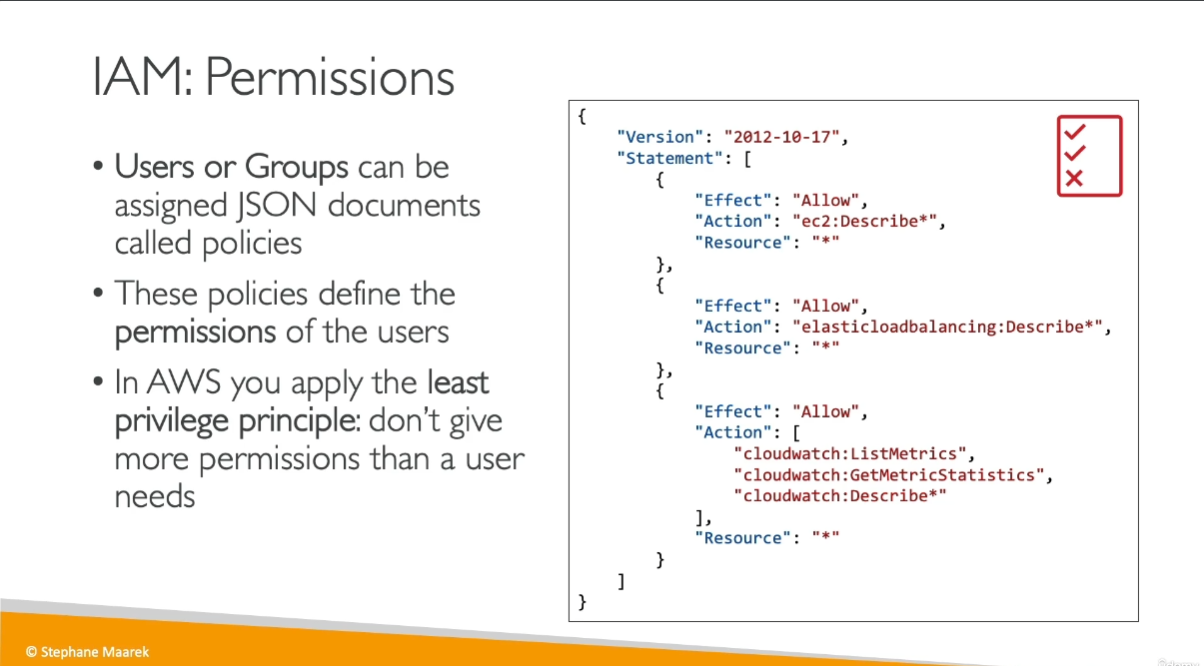 IAM: Permissions
• Users or Groups can be
assigned JSON documents
called policies
• These policies define the
permissions of the users
• In AWS you apply the least
privilege principle: don't give
more permissions than a user
needs
{
    "Version": "2012-10-17",
    "Statement": [
        {
            "Effect": "Allow",
            "Action": "ec2:Describe*",
            "Resource": "*"
        },
        {
            "Effect": "Allow",
            "Action": "elasticloadbalancing:Describe*",
            "Resource": "*"
        },
        {
            "Effect": "Allow",
            "Action": [
                "cloudwatch:ListMetrics",
                "cloudwatch:GetMetricStatistics",
                "cloudwatch:Describe*"
            ],
            "Resource": "*"
        }
    ]
}
© Stephane Maarek